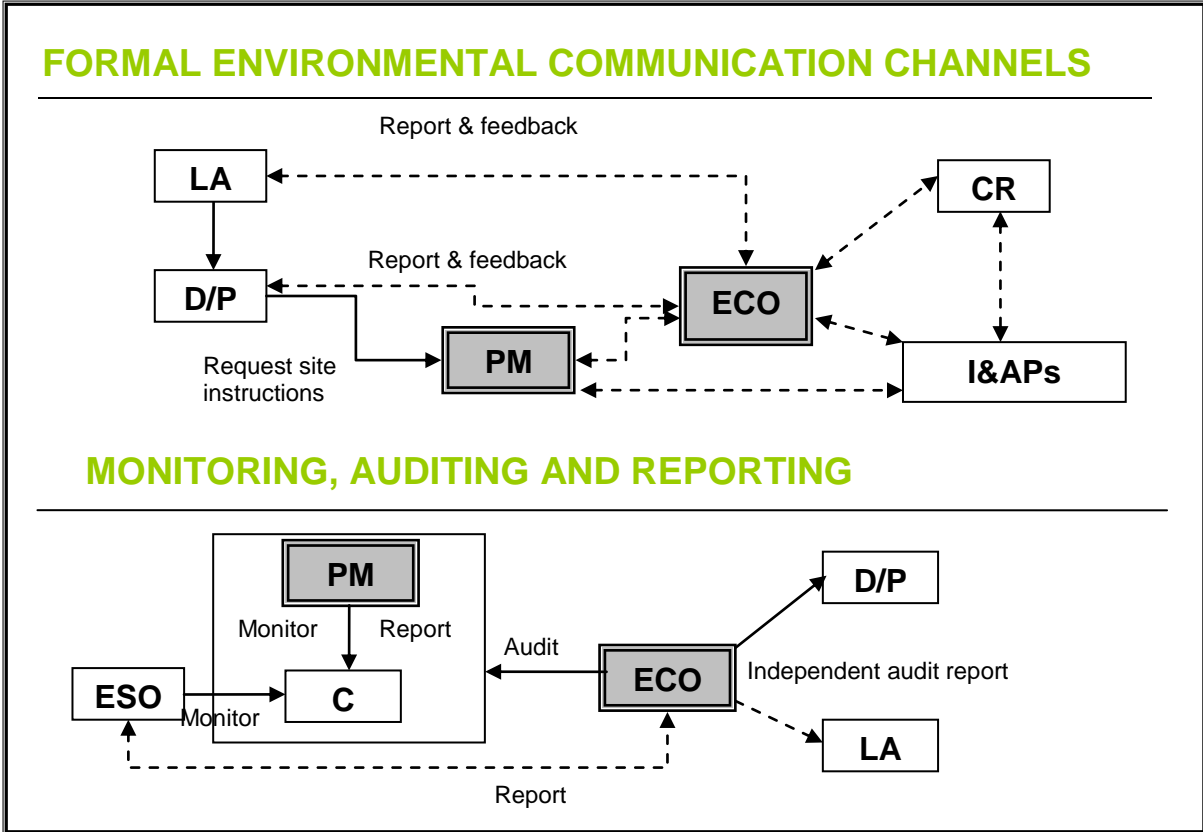 FORMAL ENVIRONMENTAL COMMUNICATION CHANNELS
Report & feedback
LA
CR
Report & feedback
D/P
ECO
PM
Request site
instructions
I&APs
MONITORING, AUDITING AND REPORTING
PM
D/P
Monitor
Report
Audit
ECO
Independent audit report
ESO
C
Monitor
LA
Report